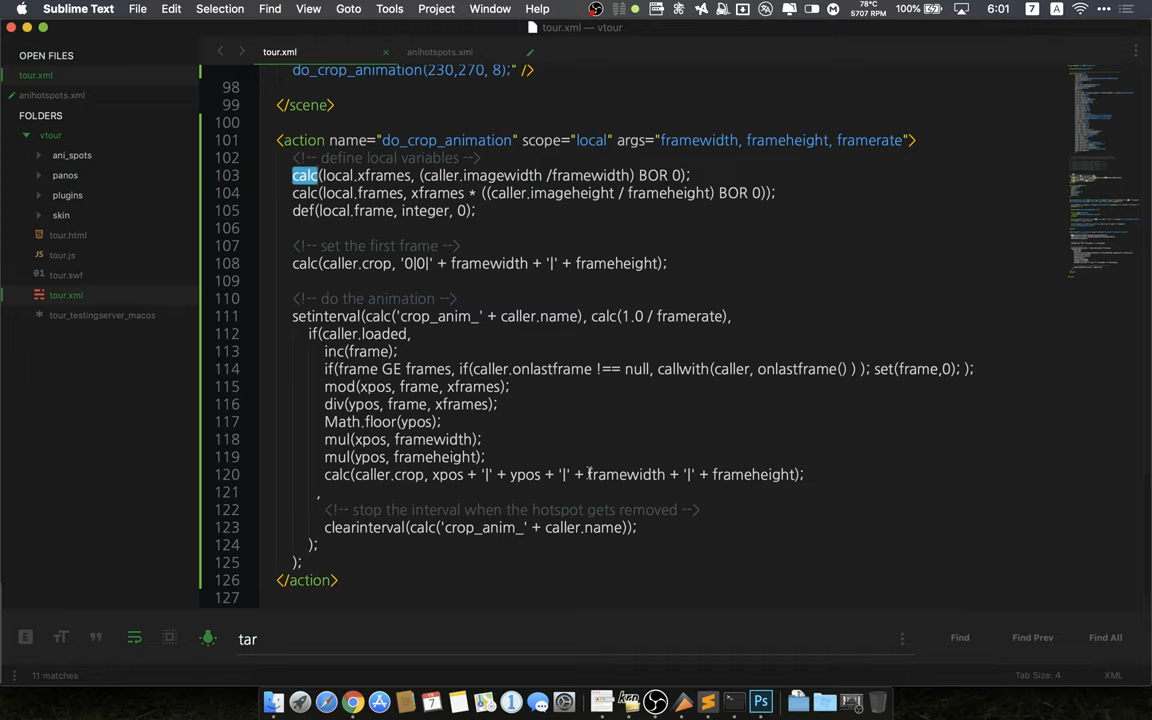 Sublime Text File Edit Selection Find View Goto Tools Project Window Help 78°C 5707 RPM 100% 6:01 7 A
tour.xml — vtour
OPEN FILES
tour.xml
anihotspots.xml
FOLDERS
vtour
ani_spots
panos
plugins
skin
tour.html
tour.js
tour.swf
tour.xml
tour_testingserver_macos
tour.xml × anihotspots.xml
do_crop_animation(230,270, 8);" />
98
99 </scene>
100
101 <action name="do_crop_animation" scope="local" args="framewidth, frameheight, framerate">
102 <!-- define local variables -->
103 calc(local.xframes, (caller.imagewidth /framewidth) BOR 0);
104 calc(local.frames, xframes * ((caller.imageheight / frameheight) BOR 0));
105 def(local.frame, integer, 0);
106
107 <!-- set the first frame -->
108 calc(caller.crop, '0|0|' + framewidth + '|' + frameheight);
109
110 <!-- do the animation -->
111 setinterval(calc('crop_anim_' + caller.name), calc(1.0 / framerate),
112 if(caller.loaded,
113 inc(frame);
114 if(frame GE frames, if(caller.onlastframe !== null, callwith(caller, onlastframe() ) ); set(frame,0); );
115 mod(xpos, frame, xframes);
116 div(ypos, frame, xframes);
117 Math.floor(ypos);
118 mul(xpos, framewidth);
119 mul(ypos, frameheight);
120 calc(caller.crop, xpos + '|' + ypos + '|' + framewidth + '|' + frameheight);
121 ,
122 <!-- stop the interval when the hotspot gets removed -->
123 clearinterval(calc('crop_anim_' + caller.name));
124 );
125 );
126 </action>
127
tar Find Find Prev Find All
11 matches Tab Size: 4 XML